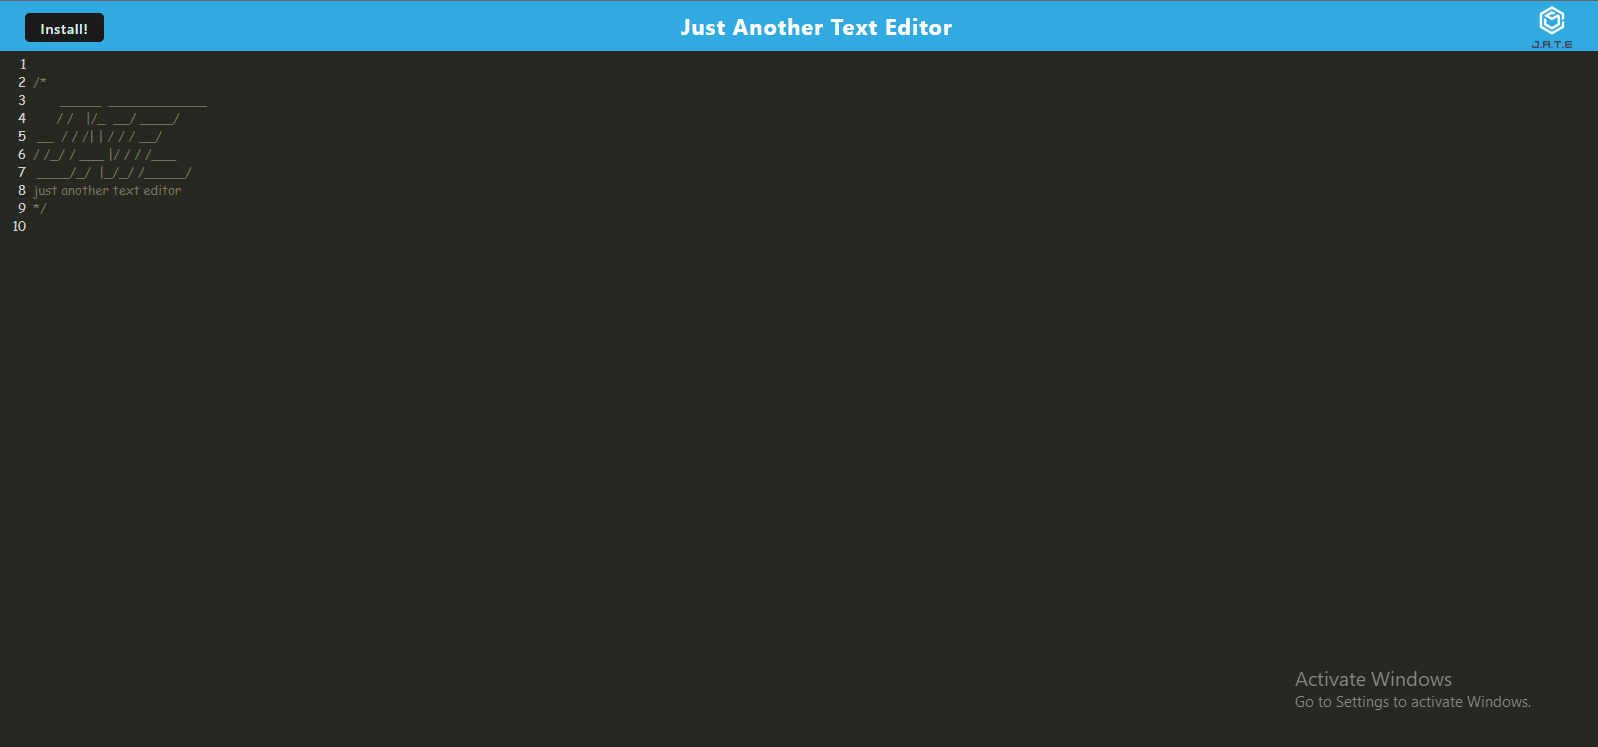 Install!
Just Another Text Editor
J.A.T.E
1
2 /*
3        ______  ______________
4       / /   |/_  __/ ____/
5  __  / / /| | / / / __/
6 / /_/ / ___ |/ / / /___
7  ____/_/  |_/_/ /_____/
8 just another text editor
9 */
10
Activate Windows
Go to Settings to activate Windows.